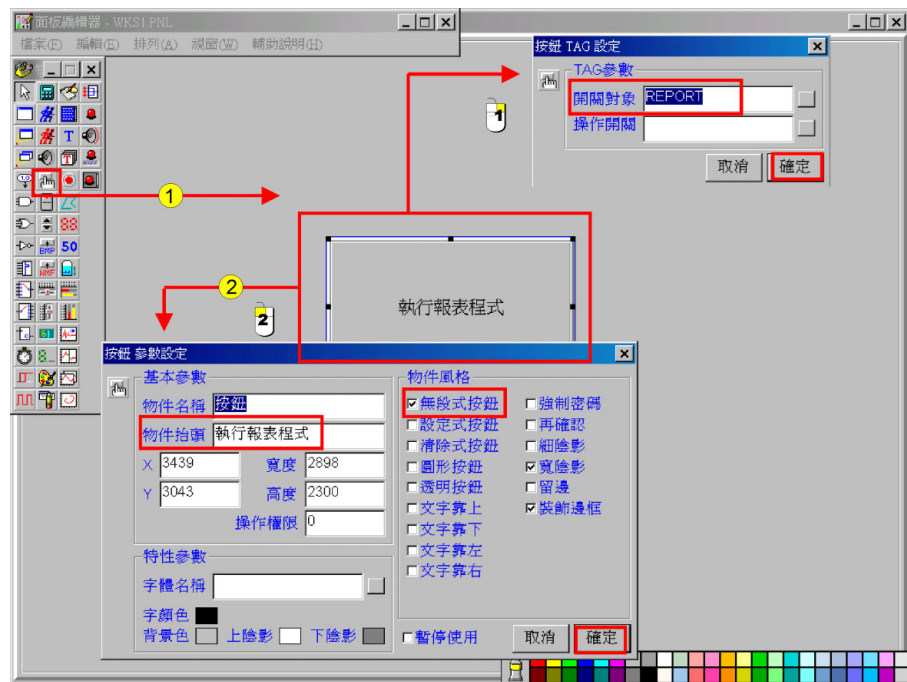 面板編輯器 - WKS1.PNL
檔案(F) 編輯(E) 排列(A) 視窗(W) 輔助說明(H)
按鈕 TAG 設定
TAG參數
開關對象 REPORT
操作開關
取消 確定
1
1
2
2
執行報表程式
T
T
1.0
88
BMP 50
WMF
8
按鈕 參數設定
基本參數
物件名稱 按鈕
物件抬頭 執行報表程式
X 3439 寬度 2898
Y 3043 高度 2300
操作權限 0
特性參數
字體名稱
字顏色
背景色 上陰影 下陰影
物件風格
無段式按鈕 強制密碼
設定式按鈕 再確認
清除式按鈕 細陰影
圓形按鈕 寬陰影
透明按鈕 留邊
文字靠上 裝飾邊框
文字靠下
文字靠左
文字靠右
暫停使用 取消 確定